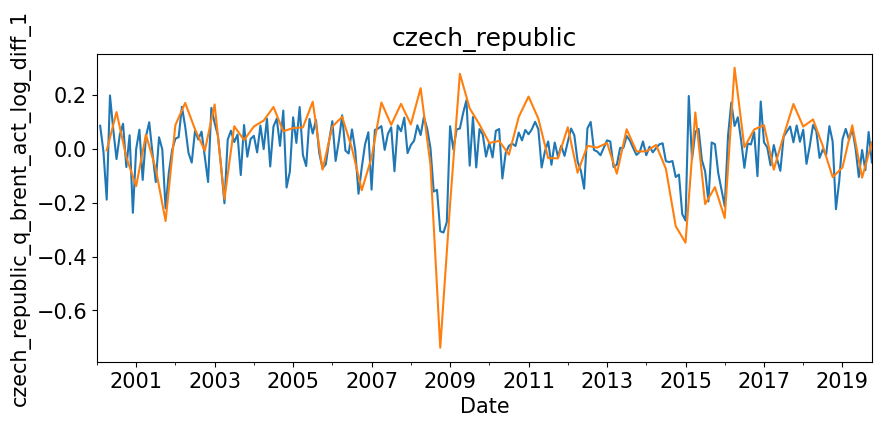 czech_republic
czech_republic_q_brent_act_log_diff_1
0.2
0.0
−0.2
−0.4
−0.6
2001 2003 2005 2007 2009 2011 2013 2015 2017 2019
Date